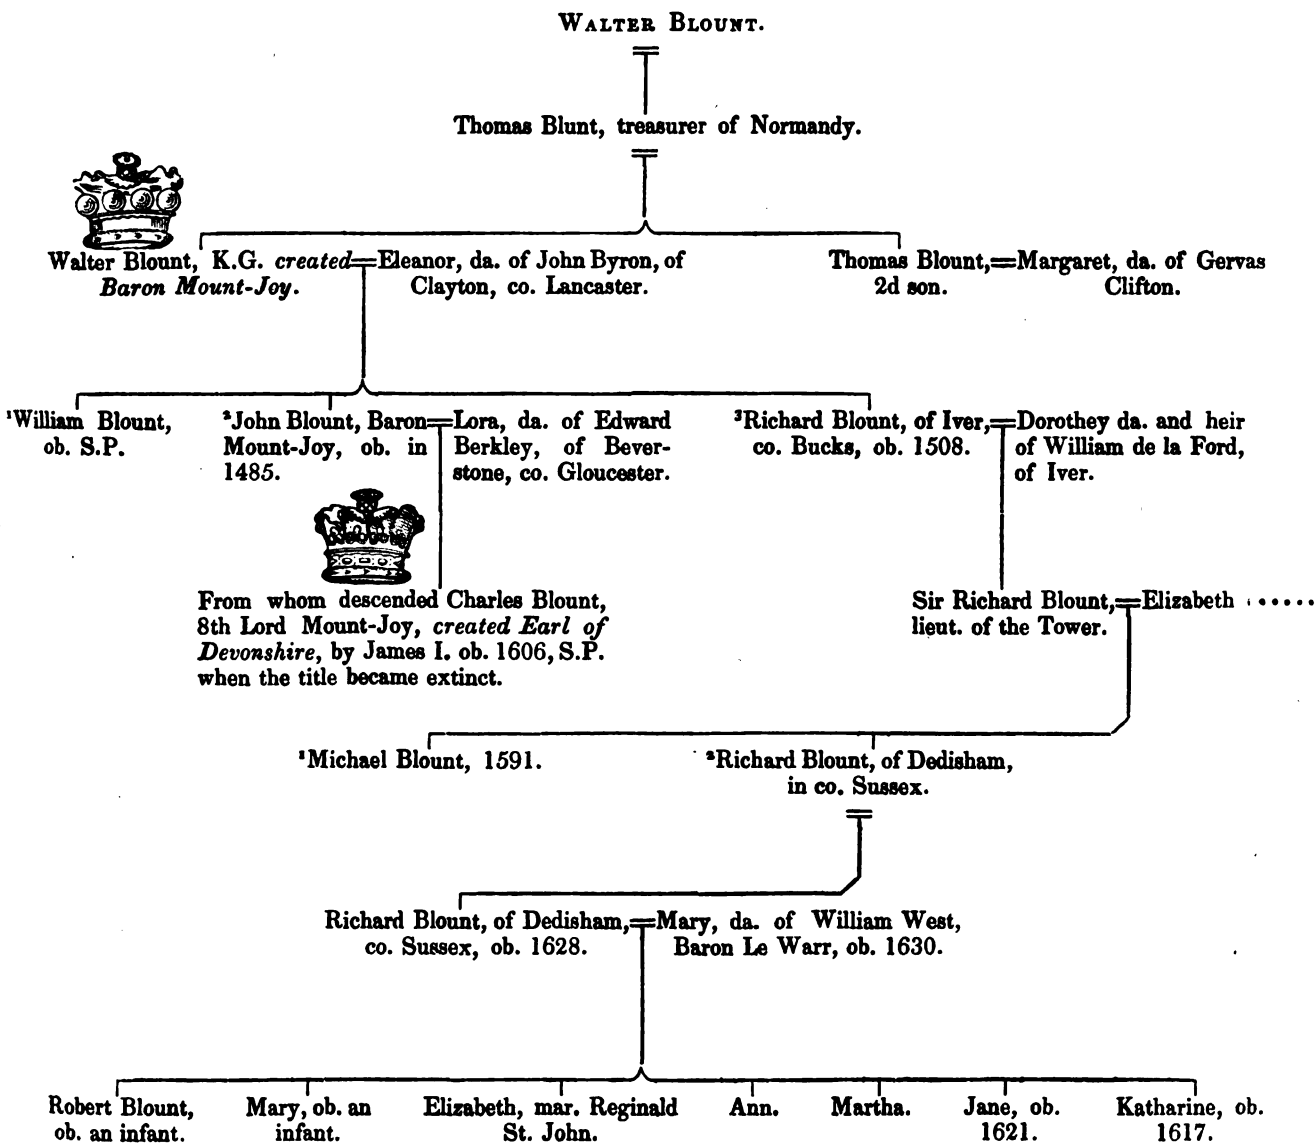 WALTER BLOUNT.
Thomas Blunt, treasurer of Normandy.
Walter Blount, K.G. created=Eleanor, da. of John Byron, of
Baron Mount-Joy. Clayton, co. Lancaster.
Thomas Blount,=Margaret, da. of Gervas
2d son. Clifton.
¹William Blount,
ob. S.P.
²John Blount, Baron=Lora, da. of Edward
Mount-Joy, ob. in Berkley, of Bever-
1485. stone, co. Gloucester.
³Richard Blount, of Iver,=Dorothey da. and heir
co. Bucks, ob. 1508. of William de la Ford,
of Iver.
From whom descended Charles Blount,
8th Lord Mount-Joy, created Earl of
Devonshire, by James I. ob. 1606, S.P.
when the title became extinct.
Sir Richard Blount,=Elizabeth ......
lieut. of the Tower.
¹Michael Blount, 1591.
²Richard Blount, of Dedisham,
in co. Sussex.
Richard Blount, of Dedisham,=Mary, da. of William West,
co. Sussex, ob. 1628. Baron Le Warr, ob. 1630.
Robert Blount,
ob. an infant.
Mary, ob. an
infant.
Elizabeth, mar. Reginald
St. John.
Ann.
Martha.
Jane, ob.
1621.
Katharine, ob.
1617.